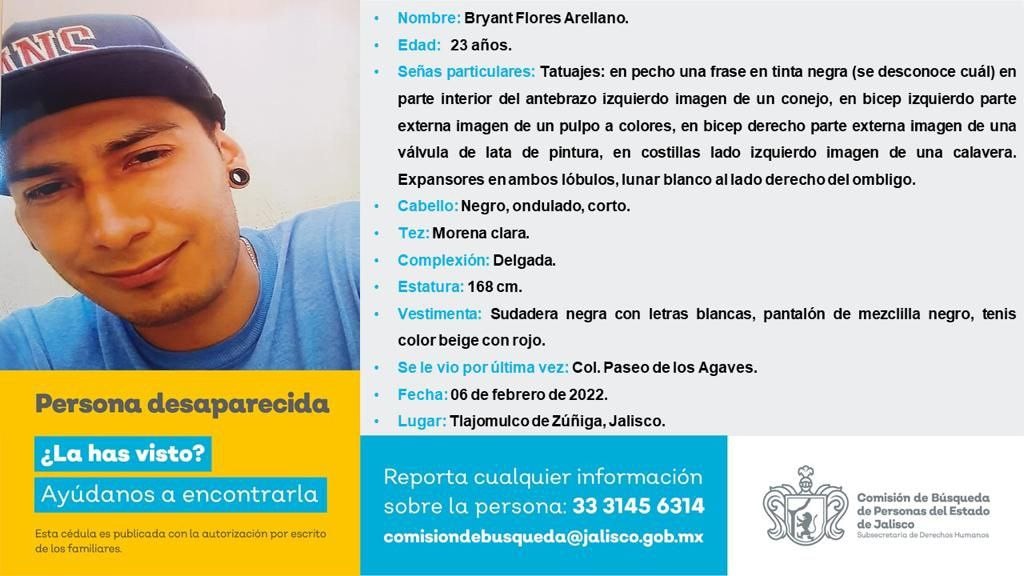 INS
• Nombre: Bryant Flores Arellano.
• Edad: 23 años.
• Señas particulares: Tatuajes: en pecho una frase en tinta negra (se desconoce cuál) en
parte interior del antebrazo izquierdo imagen de un conejo, en bicep izquierdo parte
externa imagen de un pulpo a colores, en bicep derecho parte externa imagen de una
válvula de lata de pintura, en costillas lado izquierdo imagen de una calavera.
Expansores en ambos lóbulos, lunar blanco al lado derecho del ombligo.
• Cabello: Negro, ondulado, corto.
• Tez: Morena clara.
• Complexión: Delgada.
• Estatura: 168 cm.
• Vestimenta: Sudadera negra con letras blancas, pantalón de mezclilla negro, tenis
color beige con rojo.
• Se le vio por última vez: Col. Paseo de los Agaves.
• Fecha: 06 de febrero de 2022.
• Lugar: Tlajomulco de Zúñiga, Jalisco.
Persona desaparecida
¿La has visto?
Ayúdanos a encontrarla
Esta cédula es publicada con la autorización por escrito
de los familiares.
Reporta cualquier información
sobre la persona: 33 3145 6314
comisiondebusqueda@jalisco.gob.mx
Comisión de Búsqueda
de Personas del Estado
de Jalisco
Subsecretaría de Derechos Humanos